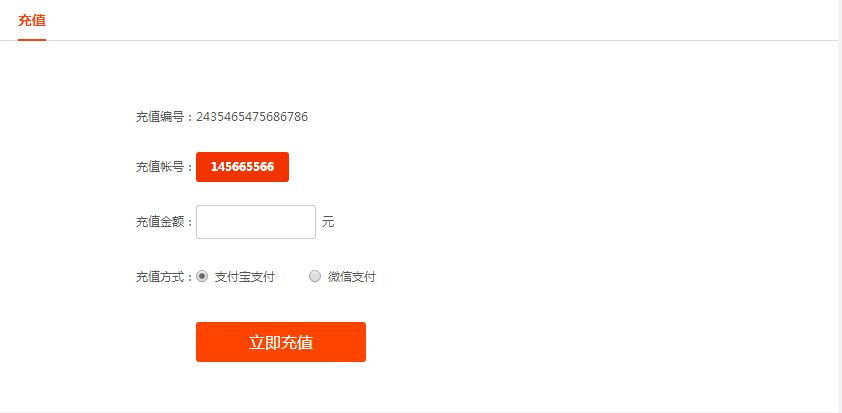 充值
充值编号：2435465475686786
充值帐号：145665566
充值金额： 元
充值方式： 支付宝支付 微信支付
立即充值